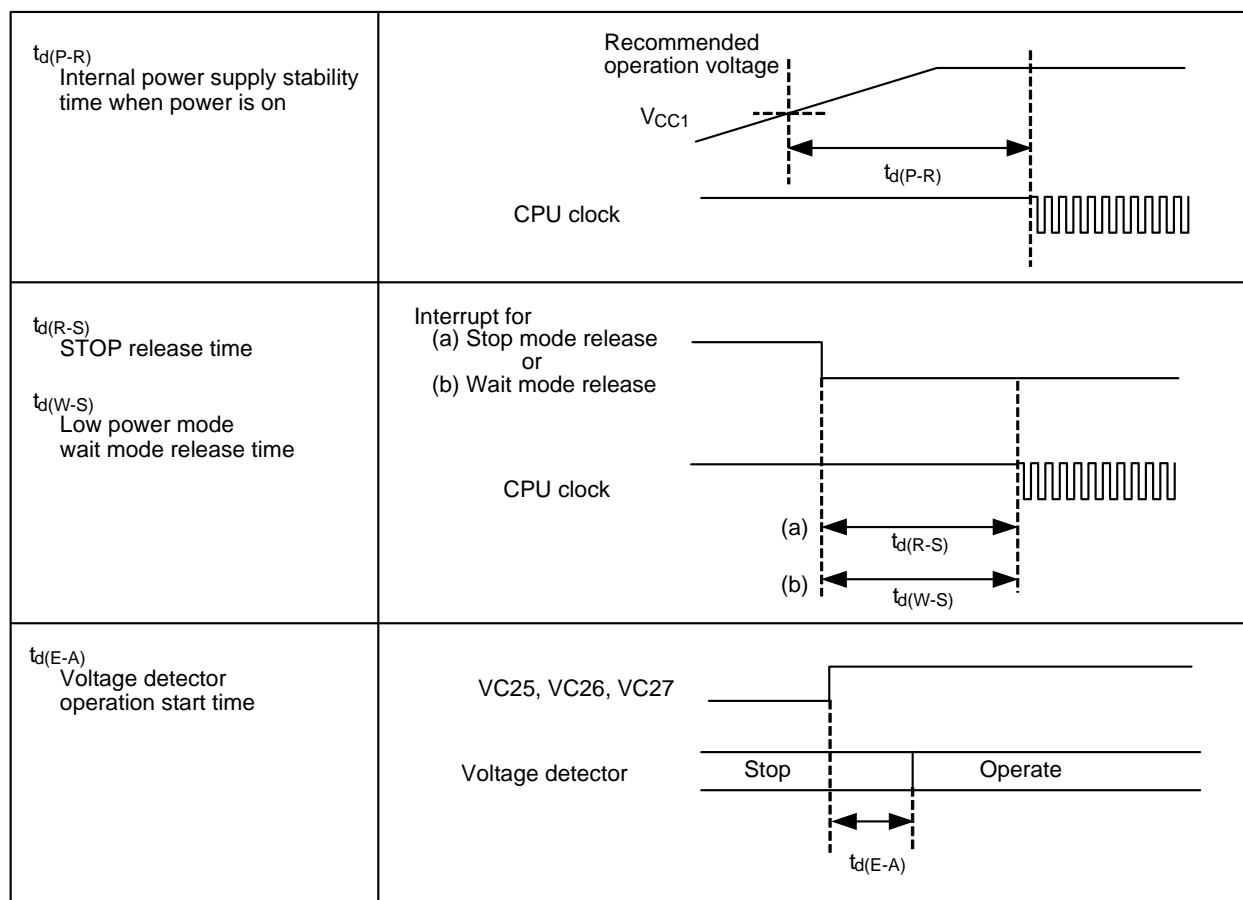 td(P-R)
Internal power supply stability
time when power is on
Recommended
operation voltage
VCC1
td(P-R)
CPU clock
td(R-S)
STOP release time
td(W-S)
Low power mode
wait mode release time
Interrupt for
(a) Stop mode release
or
(b) Wait mode release
CPU clock
(a)
td(R-S)
(b)
td(W-S)
td(E-A)
Voltage detector
operation start time
VC25, VC26, VC27
Voltage detector
Stop
Operate
td(E-A)